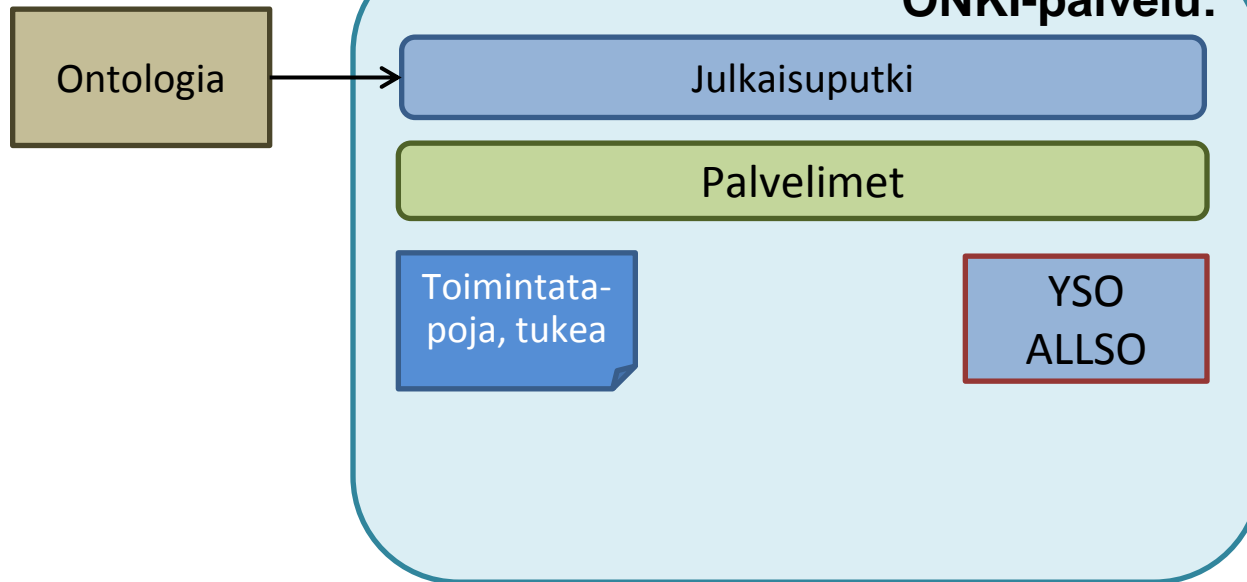 ONKI-palvelu:
Ontologia
Julkaisuputki
Palvelimet
Toimintata-
poja, tukea
YSO
ALLSO